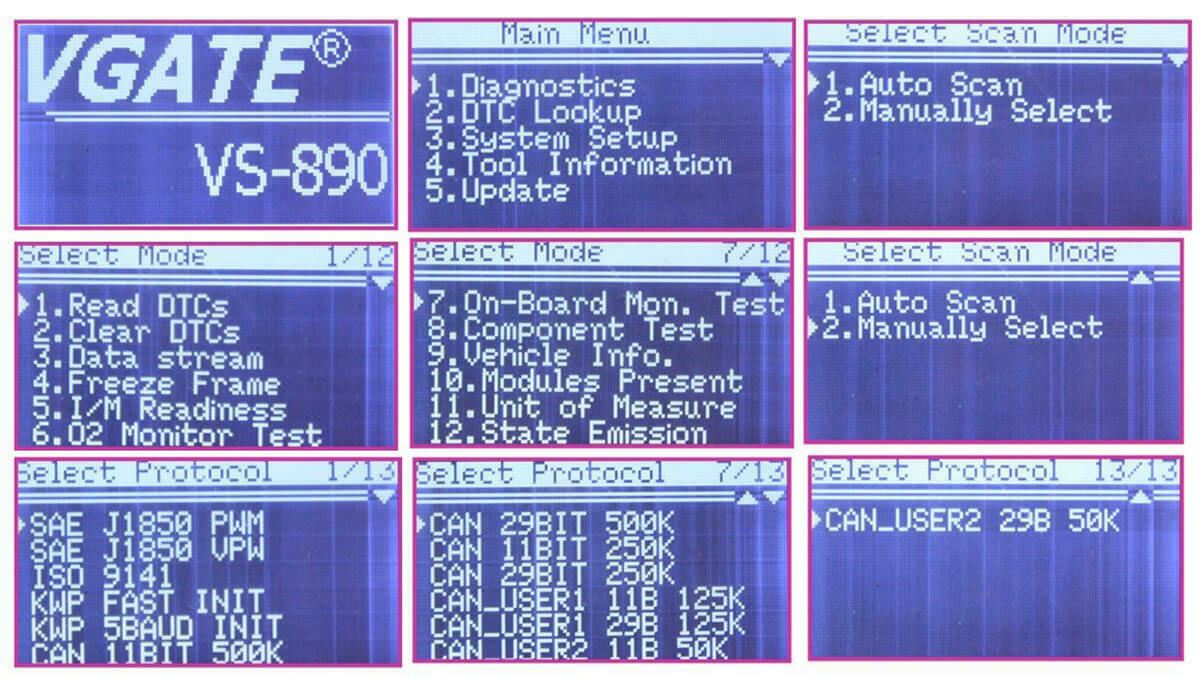 VGATE®
VS-890
Main Menu
1.Diagnostics
2.DTC Lookup
3.System Setup
4.Tool Information
5.Update
Select Scan Mode
1.Auto Scan
2.Manually Select
Select Mode 1/12
1.Read DTCs
2.Clear DTCs
3.Data stream
4.Freeze Frame
5.I/M Readiness
6.O2 Monitor Test
Select Mode 7/12
7.On-Board Mon. Test
8.Component Test
9.Vehicle Info.
10.Modules Present
11.Unit of Measure
12.State Emission
Select Scan Mode
1.Auto Scan
2.Manually Select
Select Protocol 1/13
SAE J1850 PWM
SAE J1850 VPW
ISO 9141
KWP FAST INIT
KWP 5BAUD INIT
CAN 11BIT 500K
Select Protocol 7/13
CAN 29BIT 500K
CAN 11BIT 250K
CAN 29BIT 250K
CAN_USER1 11B 125K
CAN_USER1 29B 125K
CAN_USER2 11B 50K
Select Protocol 13/13
CAN_USER2 29B 50K